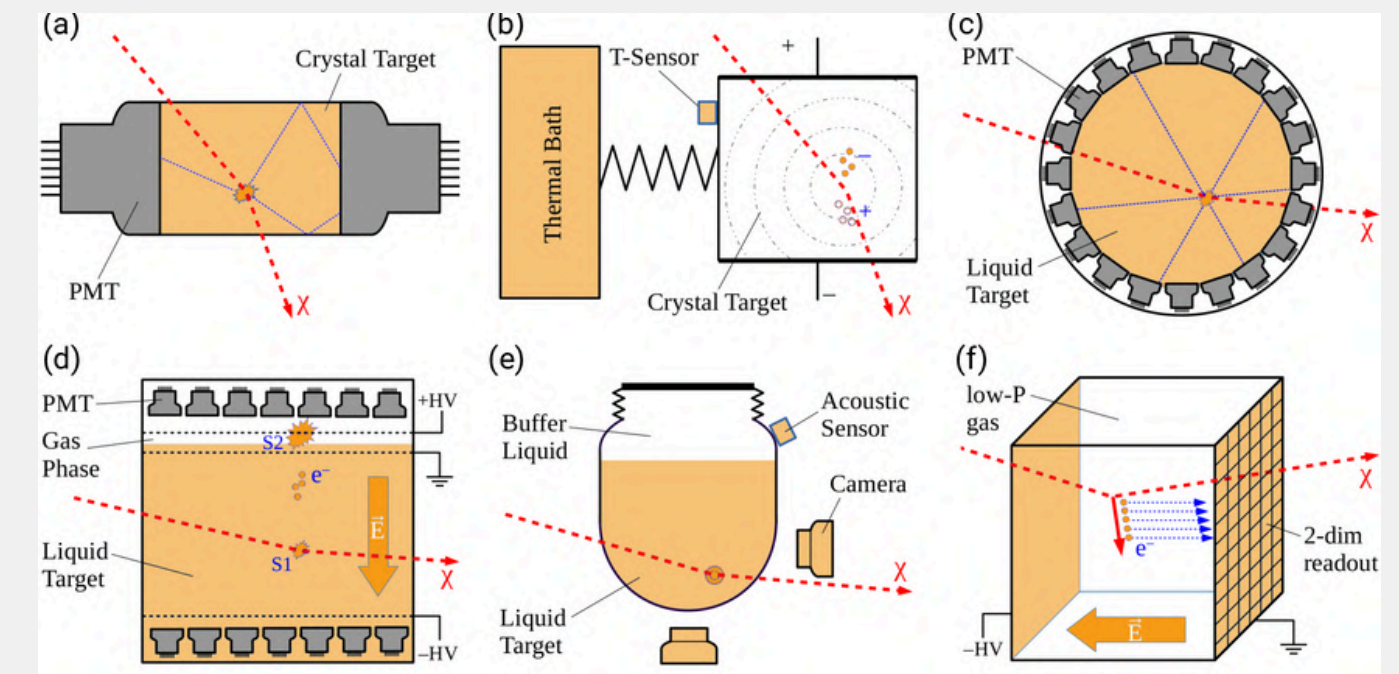 (a)
Crystal Target
PMT
χ
(b)
T-Sensor
+
Thermal Bath
−
+
Crystal Target
−
χ
(c)
PMT
Liquid
Target
χ
(d)
PMT
+HV
Gas
Phase
S2
e⁻
E⃗
Liquid
Target
S1
χ
−HV
(e)
Buffer
Liquid
Acoustic
Sensor
Camera
χ
Liquid
Target
(f)
low-P
gas
χ
e⁻
2-dim
readout
E⃗
−HV